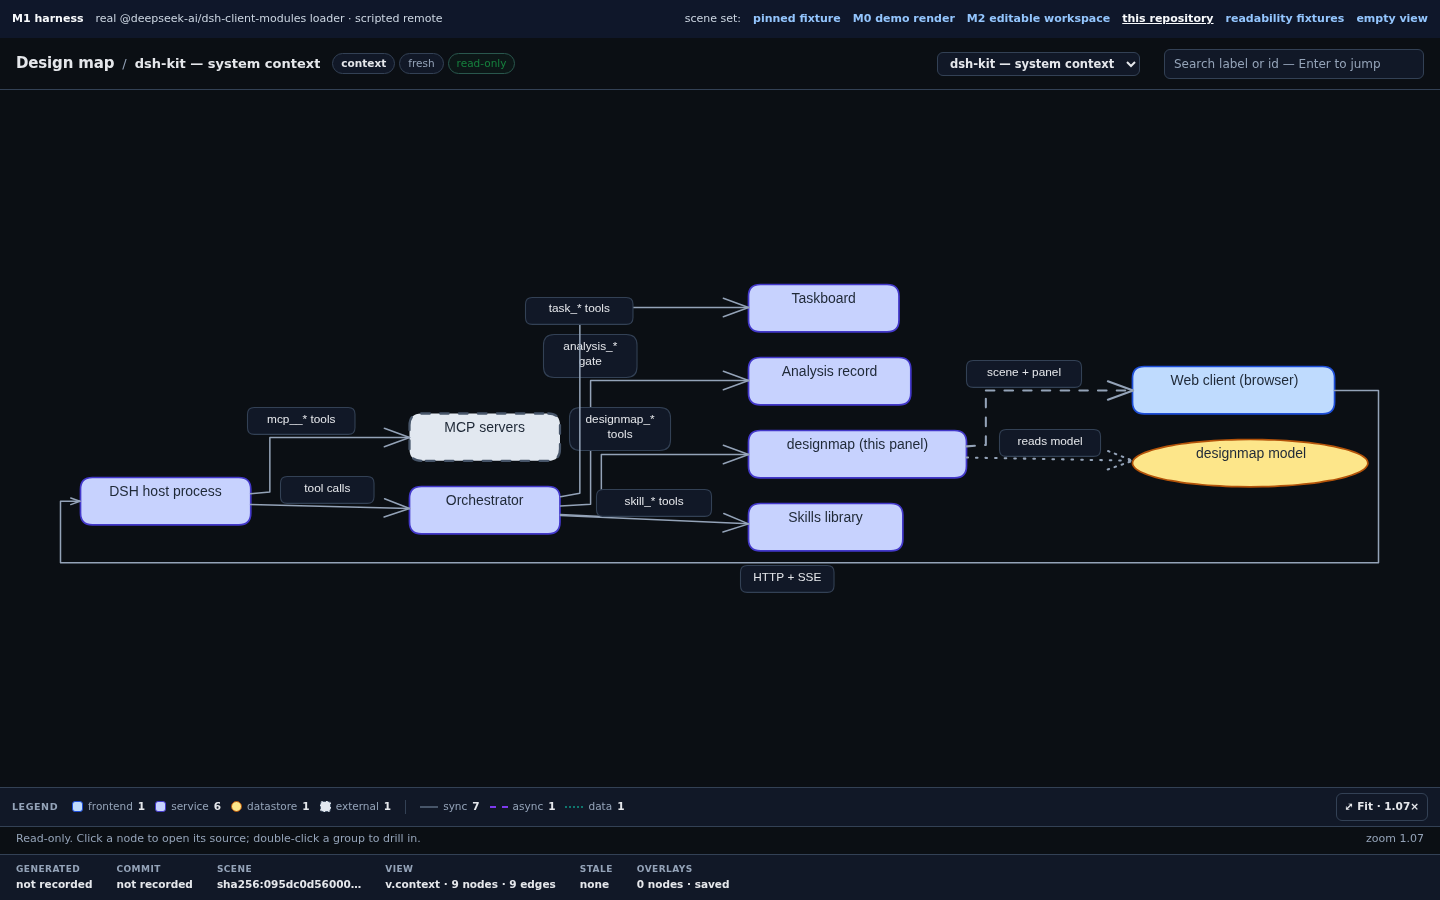 M1 harness real @deepseek-ai/dsh-client-modules loader · scripted remote scene set: pinned fixture M0 demo render M2 editable workspace this repository readability fixtures empty view
Design map / dsh-kit — system context context fresh read-only dsh-kit — system context Search label or id — Enter to jump
task_* tools
Taskboard
analysis_*
gate
Analysis record
scene + panel
Web client (browser)
mcp__* tools
MCP servers
designmap_*
tools
designmap (this panel)
reads model
designmap model
DSH host process
tool calls
Orchestrator
skill_* tools
Skills library
HTTP + SSE
LEGEND frontend 1 service 6 datastore 1 external 1 sync 7 async 1 data 1 ⤢ Fit · 1.07×
Read-only. Click a node to open its source; double-click a group to drill in. zoom 1.07
GENERATED COMMIT SCENE VIEW STALE OVERLAYS
not recorded not recorded sha256:095dc0d56000… v.context · 9 nodes · 9 edges none 0 nodes · saved